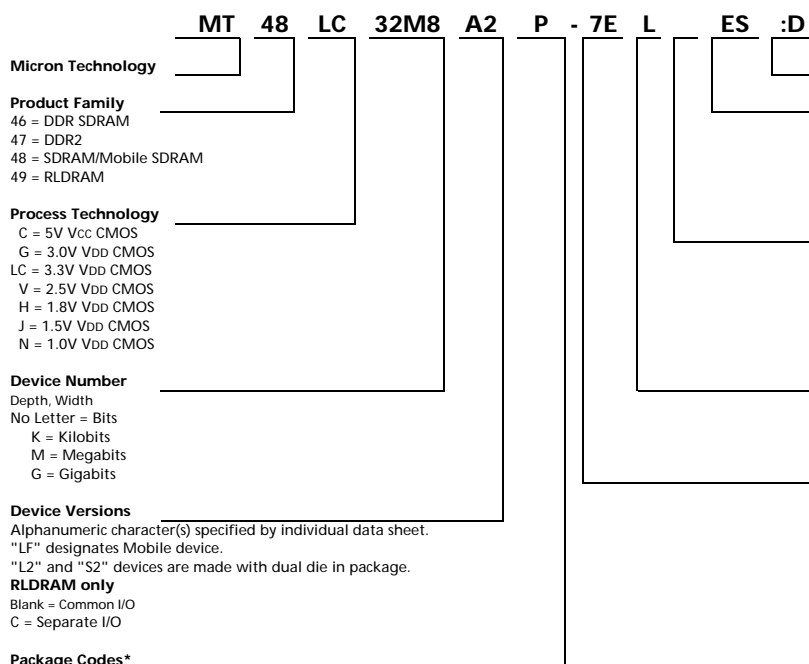 MT 48 LC 32M8 A2 P - 7E L ES :D
Micron Technology
Product Family
46 = DDR SDRAM
47 = DDR2
48 = SDRAM/Mobile SDRAM
49 = RLDRAM
Process Technology
C = 5V Vcc CMOS
G = 3.0V VDD CMOS
LC = 3.3V VDD CMOS
V = 2.5V VDD CMOS
H = 1.8V VDD CMOS
J = 1.5V VDD CMOS
N = 1.0V VDD CMOS
Device Number
Depth, Width
No Letter = Bits
K = Kilobits
M = Megabits
G = Gigabits
Device Versions
Alphanumeric character(s) specified by individual data sheet.
"LF" designates Mobile device.
"L2" and "S2" devices are made with dual die in package.
RLDRAM only
Blank = Common I/O
C = Separate I/O
Package Codes*